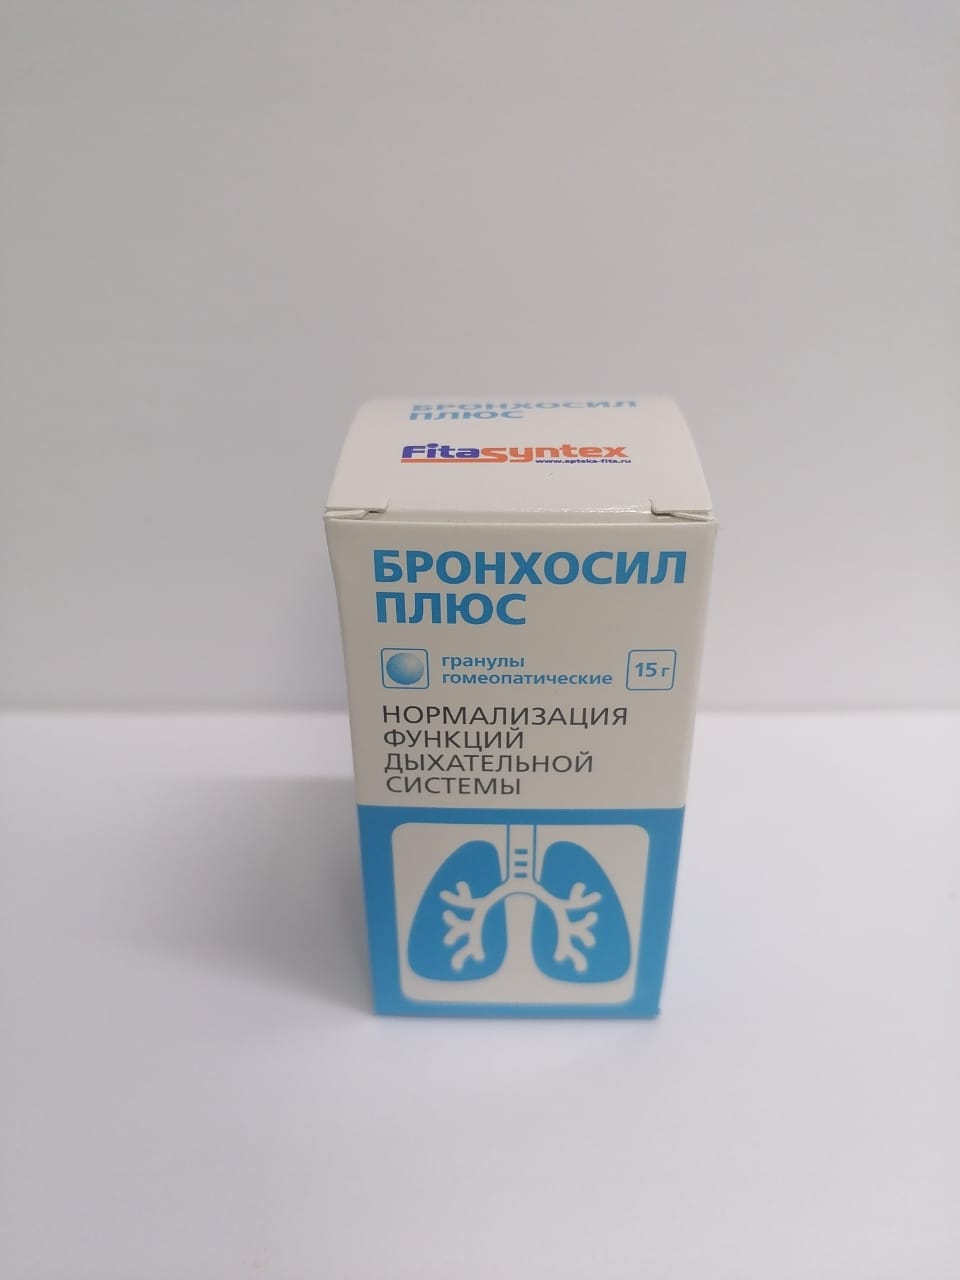 БРОНХОСИЛ
ПЛЮС
FitaSyntex
www.apteka-fita.ru
БРОНХОСИЛ
ПЛЮС
гранулы
гомеопатические
15 г
НОРМАЛИЗАЦИЯ
ФУНКЦИЙ
ДЫХАТЕЛЬНОЙ
СИСТЕМЫ